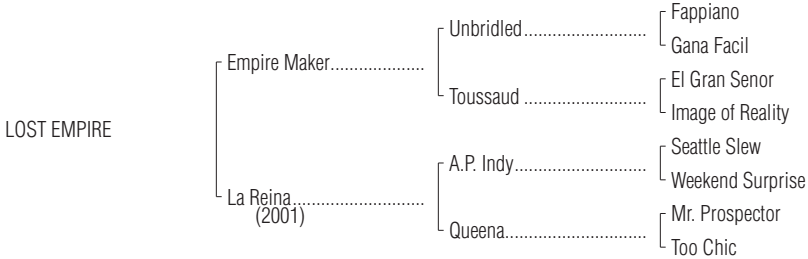 Fappiano
Unbridled
Gana Facil
Empire Maker
El Gran Senor
Toussaud
Image of Reality
LOST EMPIRE
Seattle Slew
A.P. Indy
Weekend Surprise
La Reina
(2001)
Mr. Prospector
Queena
Too Chic